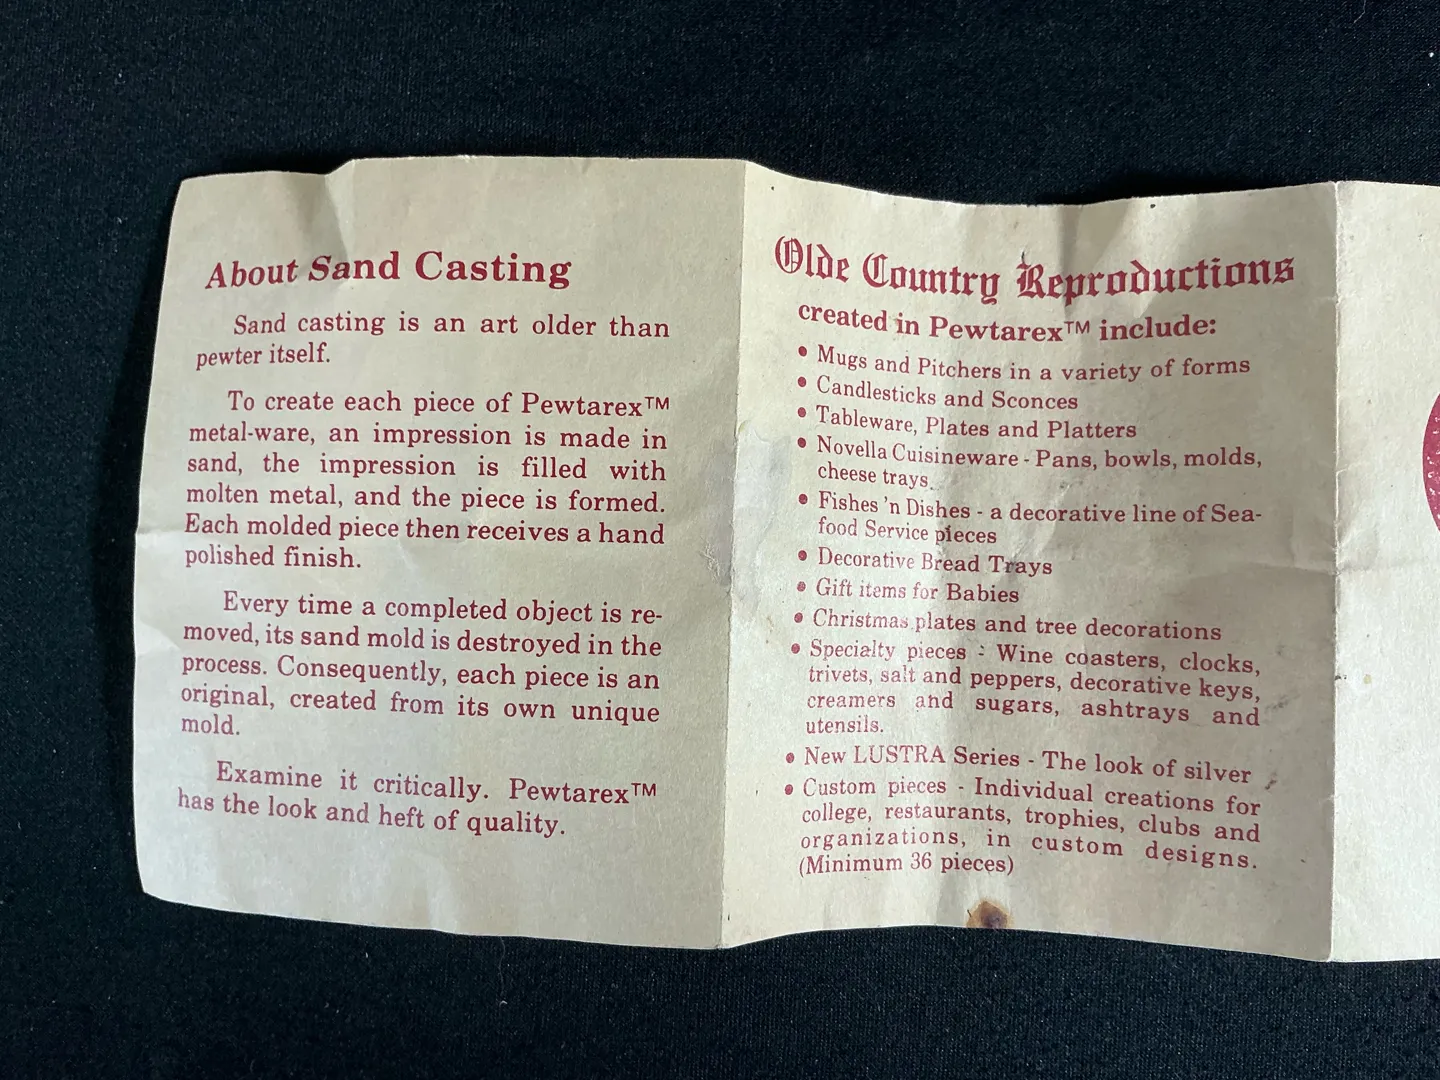 About Sand Casting
Sand casting is an art older than
pewter itself.
To create each piece of Pewtarex™
metal-ware, an impression is made in
sand, the impression is filled with
molten metal, and the piece is formed.
Each molded piece then receives a hand
polished finish.
Every time a completed object is re-
moved, its sand mold is destroyed in the
process. Consequently, each piece is an
original, created from its own unique
mold.
Examine it critically. Pewtarex™
has the look and heft of quality.
Olde Country Reproductions
created in Pewtarex™ include:
• Mugs and Pitchers in a variety of forms
• Candlesticks and Sconces
• Tableware, Plates and Platters
• Novella Cuisineware - Pans, bowls, molds,
cheese trays
• Fishes 'n Dishes - a decorative line of Sea-
food Service pieces
• Decorative Bread Trays
• Gift items for Babies
• Christmas plates and tree decorations
• Specialty pieces - Wine coasters, clocks,
trivets, salt and peppers, decorative keys,
creamers and sugars, ashtrays and
utensils.
• New LUSTRA Series - The look of silver
• Custom pieces - Individual creations for
college, restaurants, trophies, clubs and
organizations, in custom designs.
(Minimum 36 pieces)